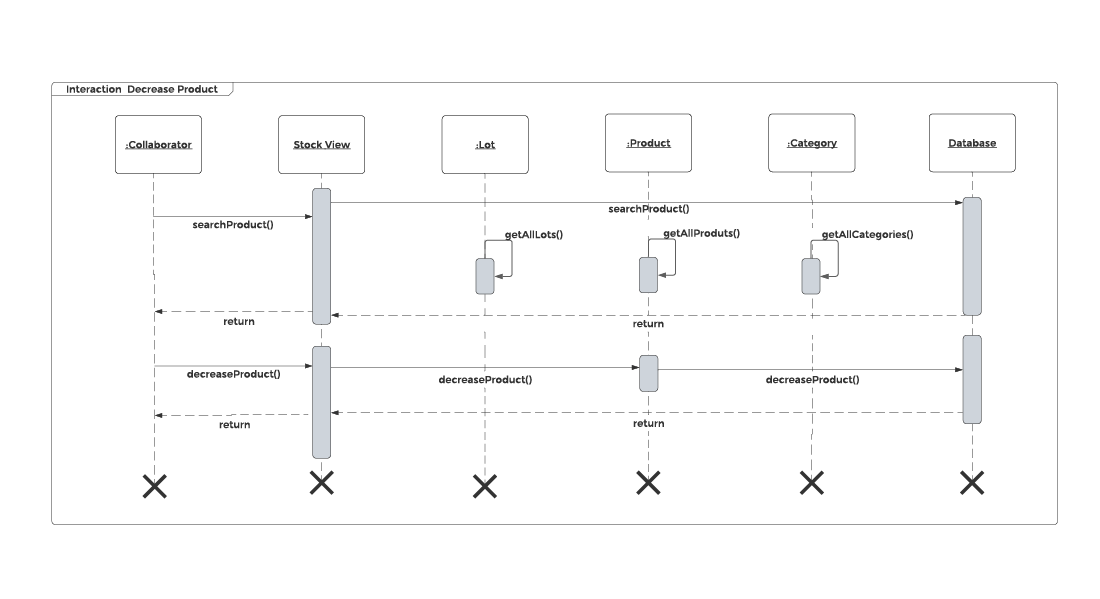 Interaction  Decrease Product
:Collaborator
Stock View
:Lot
:Product
:Category
Database
searchProduct()
searchProduct()
getAllLots()
getAllProduts()
getAllCategories()
return
return
decreaseProduct()
decreaseProduct()
decreaseProduct()
return
return